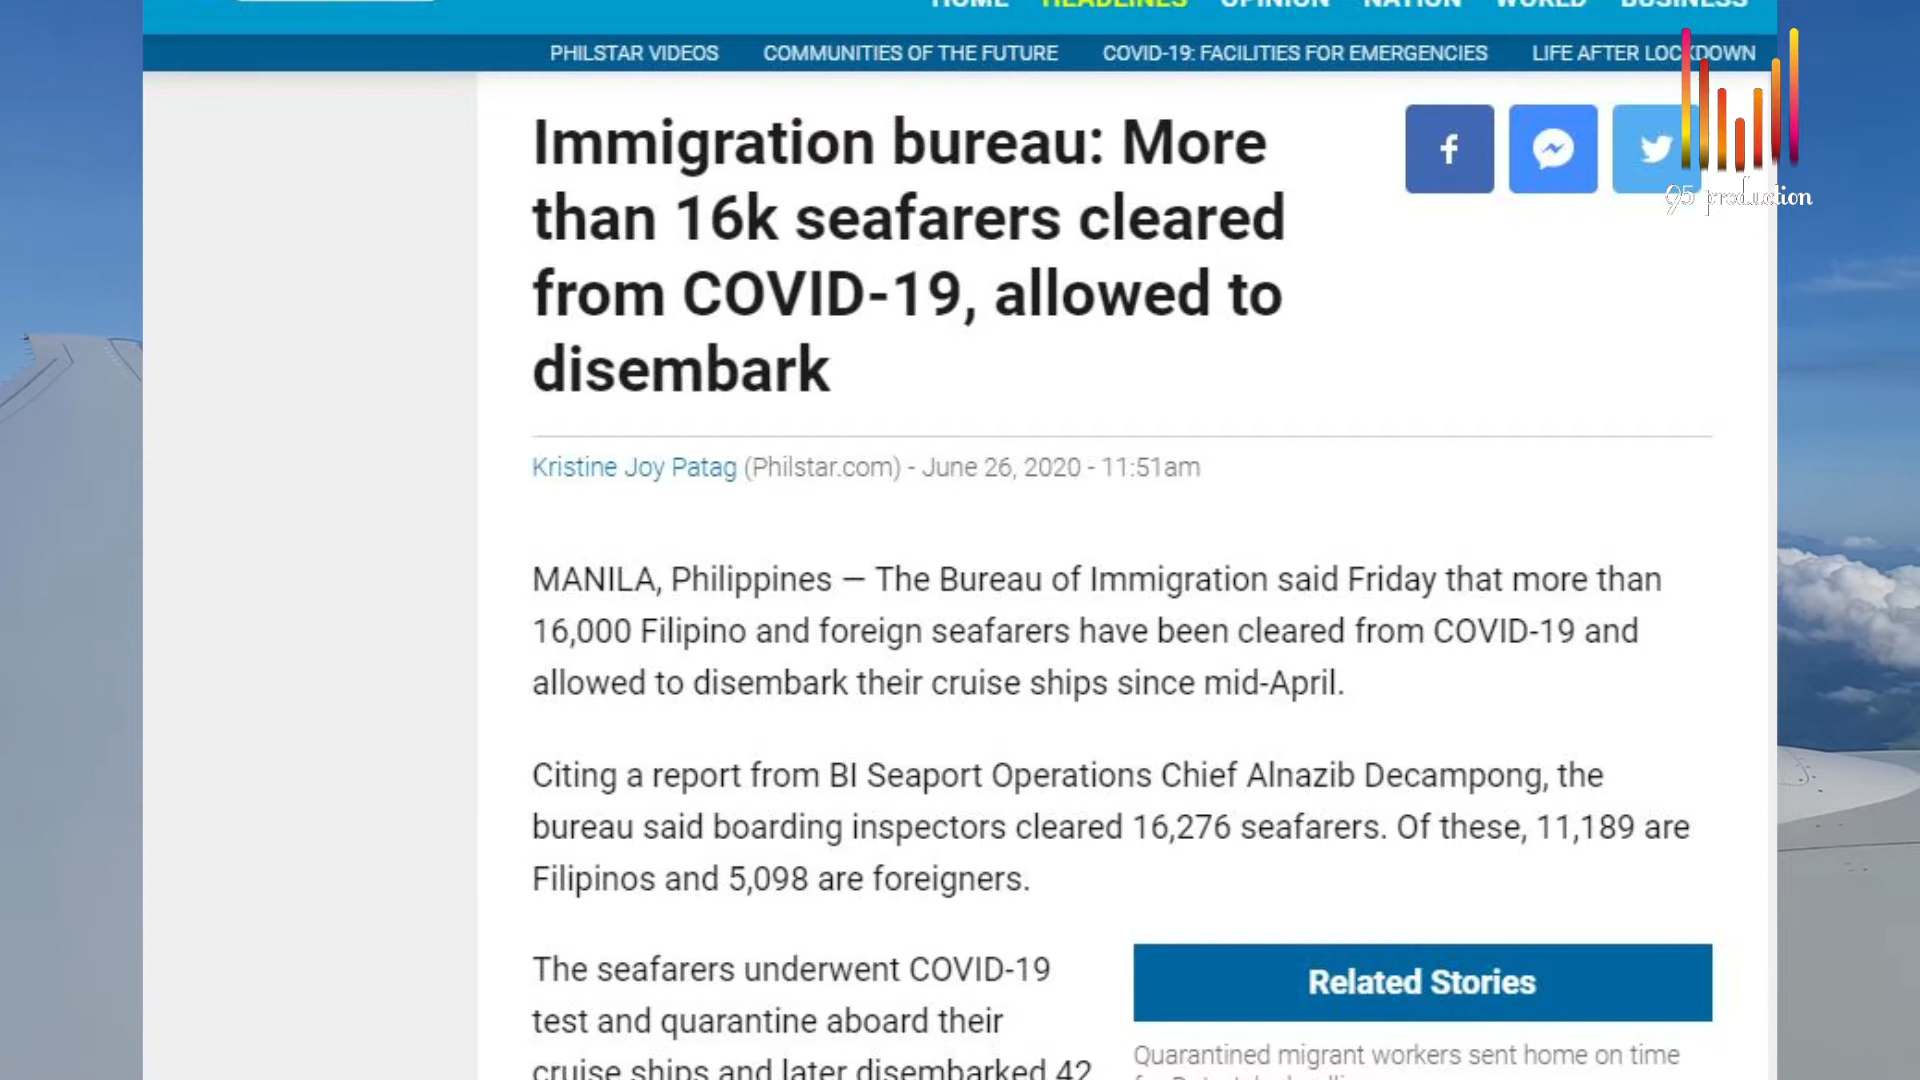 HOME HEADLINES OPINION NATION WORLD BUSINESS
PHILSTAR VIDEOS COMMUNITIES OF THE FUTURE COVID-19: FACILITIES FOR EMERGENCIES LIFE AFTER LOCKDOWN
Immigration bureau: More
than 16k seafarers cleared
from COVID-19, allowed to
disembark
95 production
Kristine Joy Patag (Philstar.com) - June 26, 2020 - 11:51am
MANILA, Philippines — The Bureau of Immigration said Friday that more than
16,000 Filipino and foreign seafarers have been cleared from COVID-19 and
allowed to disembark their cruise ships since mid-April.
Citing a report from BI Seaport Operations Chief Alnazib Decampong, the
bureau said boarding inspectors cleared 16,276 seafarers. Of these, 11,189 are
Filipinos and 5,098 are foreigners.
The seafarers underwent COVID-19
test and quarantine aboard their
cruise ships and later disembarked 42
Related Stories
Quarantined migrant workers sent home on time